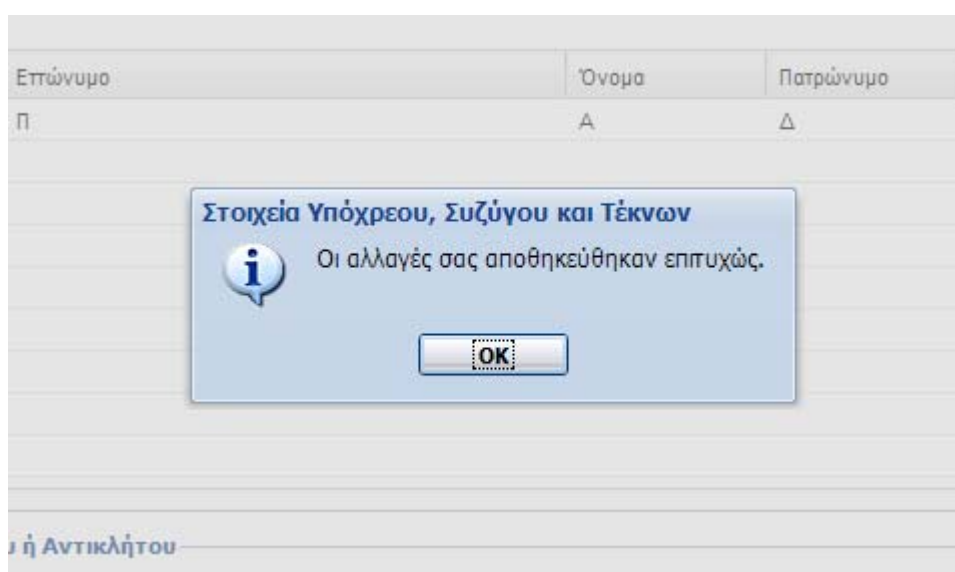 Επώνυμο Όνομα Πατρώνυμο
Π Α Δ
Στοιχεία Υπόχρεου, Συζύγου και Τέκνων
Οι αλλαγές σας αποθηκεύθηκαν επιτυχώς.
OK
ή Αντικλήτου